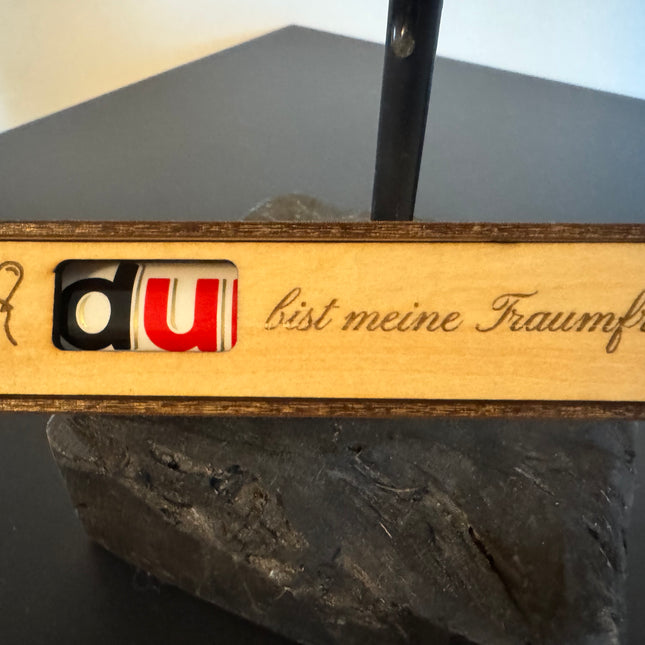 du bist meine Traumfr